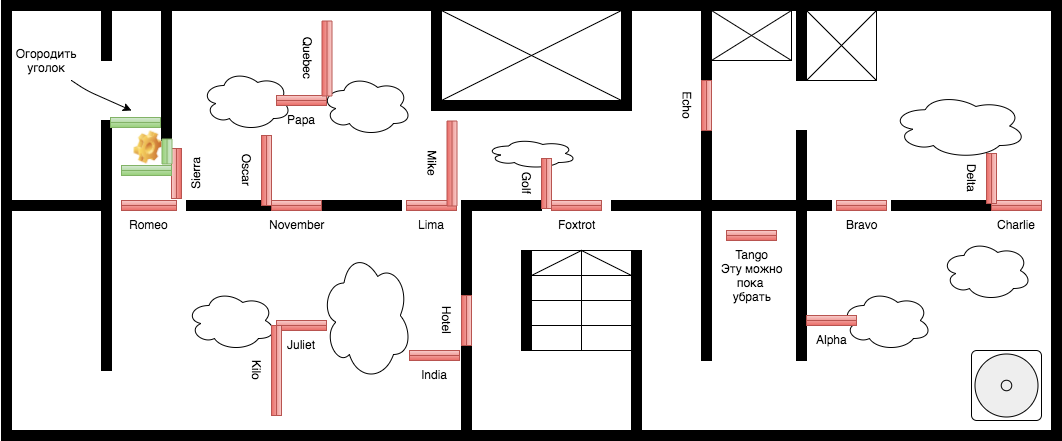 Огородить
уголок
Quebec
Papa
Echo
Sierra
Oscar
Mike
Golf
Delta
Romeo
November
Lima
Foxtrot
Bravo
Charlie
Tango
Эту можно
пока
убрать
Hotel
Alpha
Juliet
Kilo
India